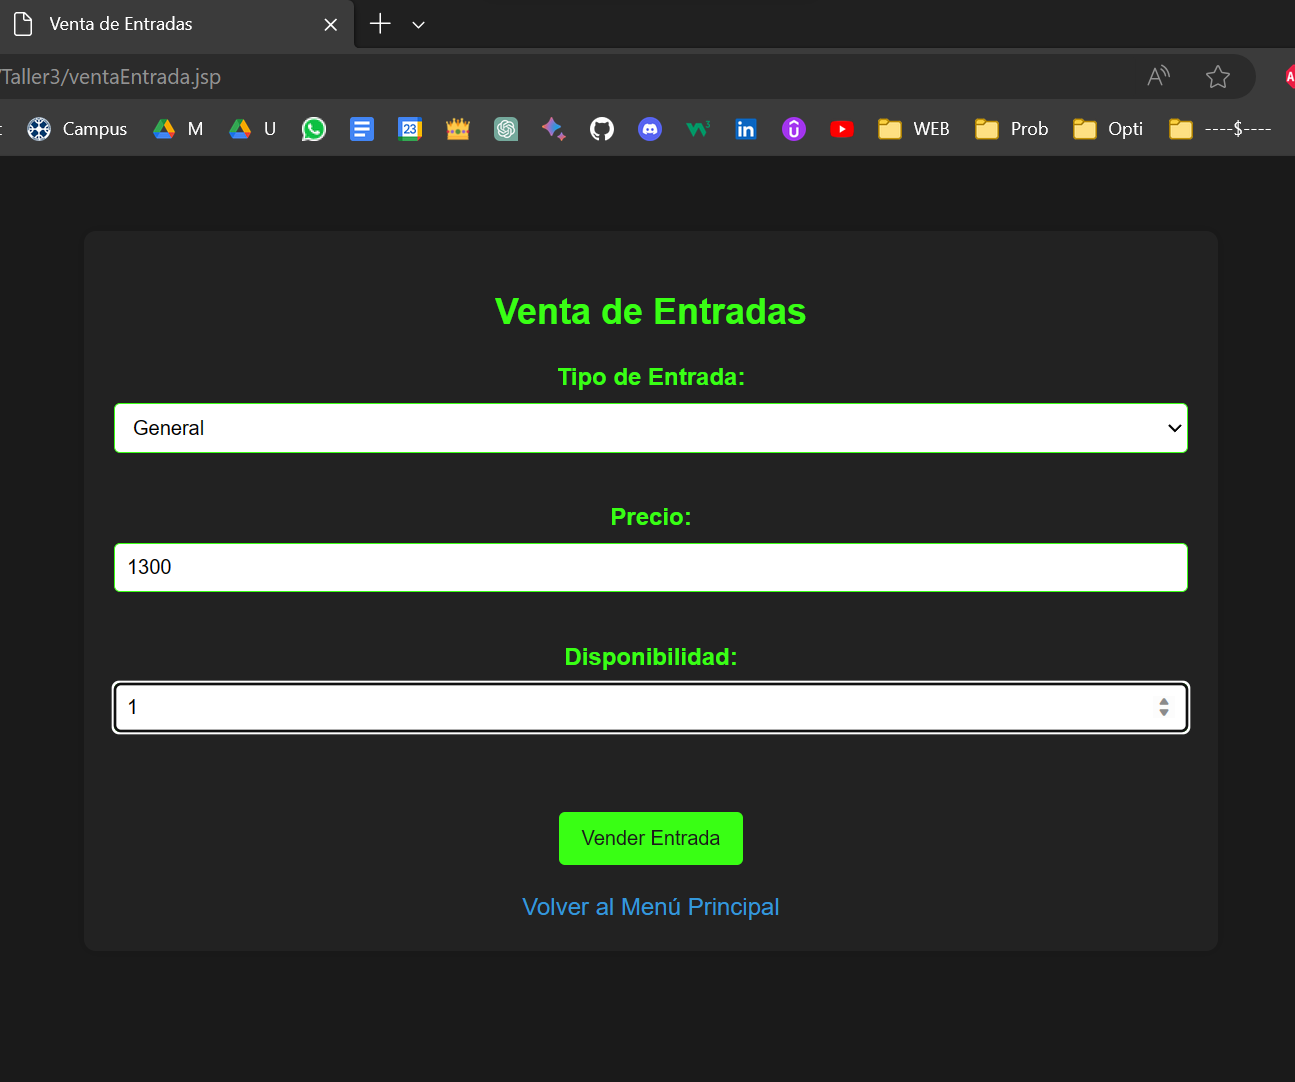 Venta de Entradas
/Taller3/ventaEntrada.jsp
Campus M U 23 WEB Prob Opti ----$----
Venta de Entradas
Tipo de Entrada:
General
Precio:
1300
Disponibilidad:
1
Vender Entrada
Volver al Menú Principal